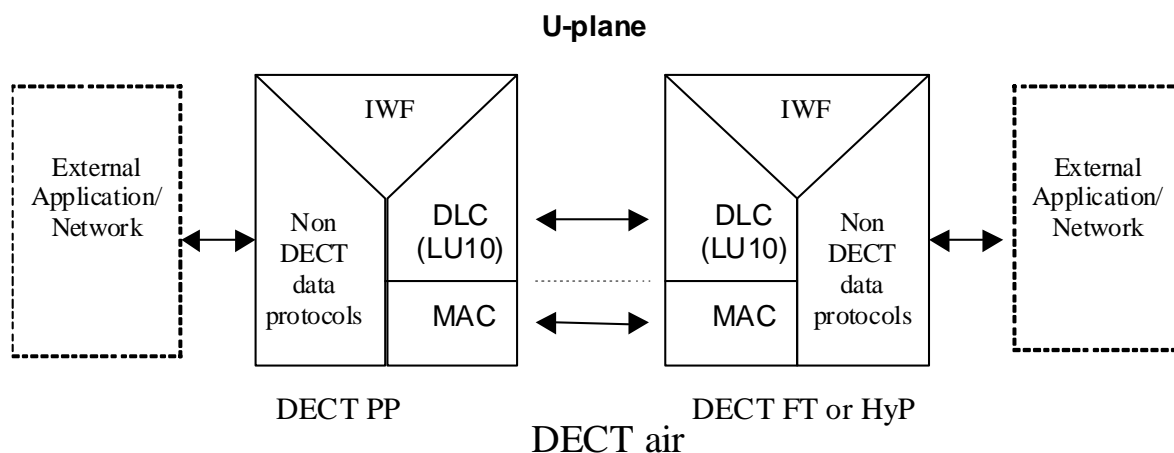 U-plane
External
Application/
Network
IWF
Non
DECT
data
protocols
DLC
(LU10)
MAC
IWF
DLC
(LU10)
MAC
Non
DECT
data
protocols
External
Application/
Network
DECT PP
DECT FT or HyP
DECT air